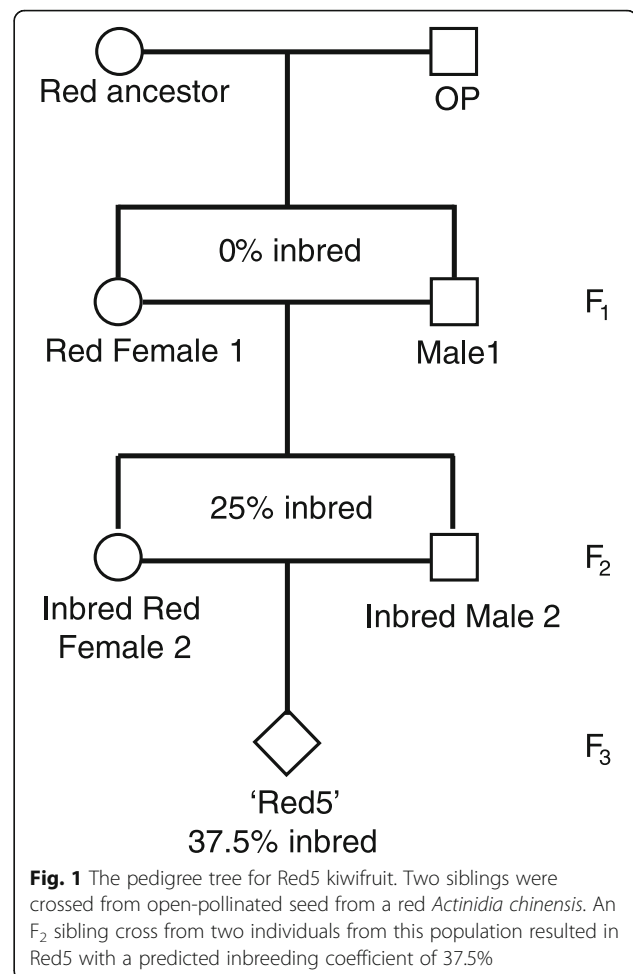 Red ancestor
OP
0% inbred
Red Female 1
Male1
F₁
25% inbred
Inbred Red
Female 2
Inbred Male 2
F₂
'Red5'
37.5% inbred
F₃
Fig. 1 The pedigree tree for Red5 kiwifruit. Two siblings were
crossed from open-pollinated seed from a red Actinidia chinensis. An
F₂ sibling cross from two individuals from this population resulted in
Red5 with a predicted inbreeding coefficient of 37.5%